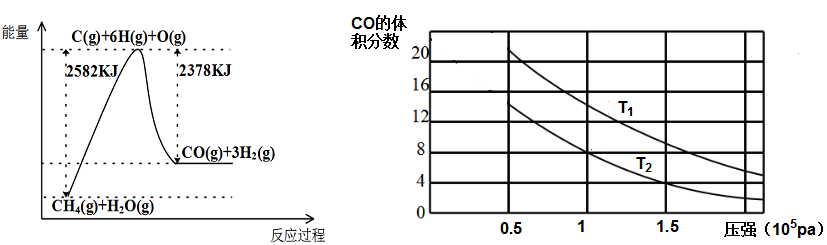 能量
C(g)+6H(g)+O(g)
2582KJ
2378KJ
CO(g)+3H₂(g)
CH₄(g)+H₂O(g)
反应过程
CO的体
积分数
20
16
12
8
4
T₁
T₂
0.5
1
1.5
压强（10⁵pa）